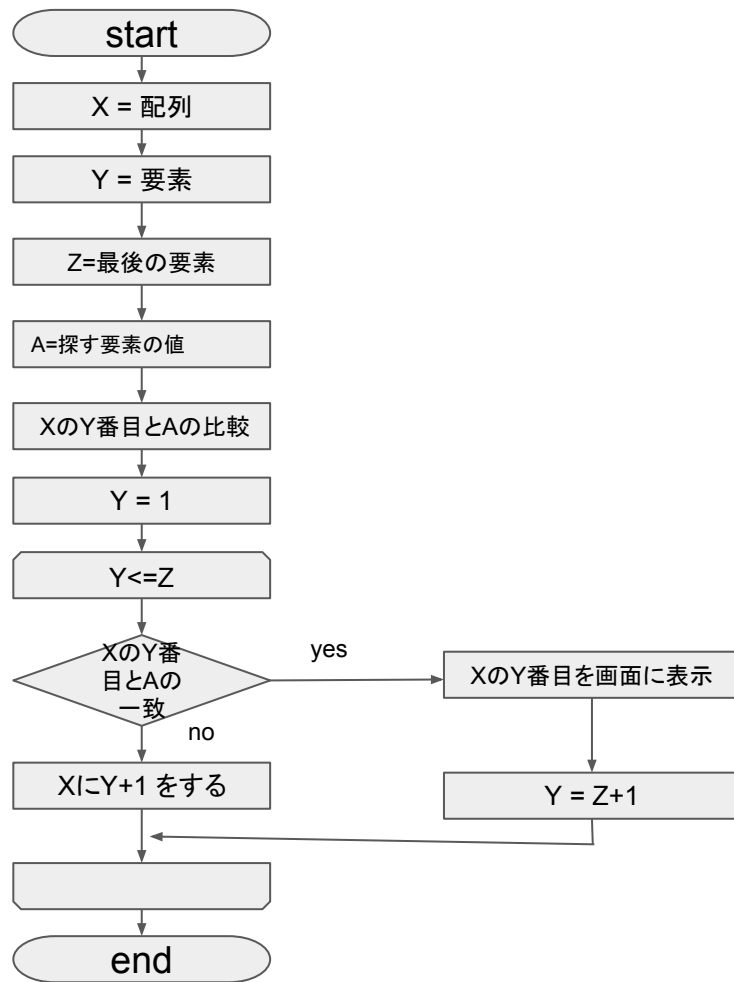 start
X = 配列
Y = 要素
Z=最後の要素
A=探す要素の値
XのY番目とAの比較
Y = 1
Y<=Z
XのY番
目とAの
一致
yes
XのY番目を画面に表示
no
XにY+1 をする
Y = Z+1
end